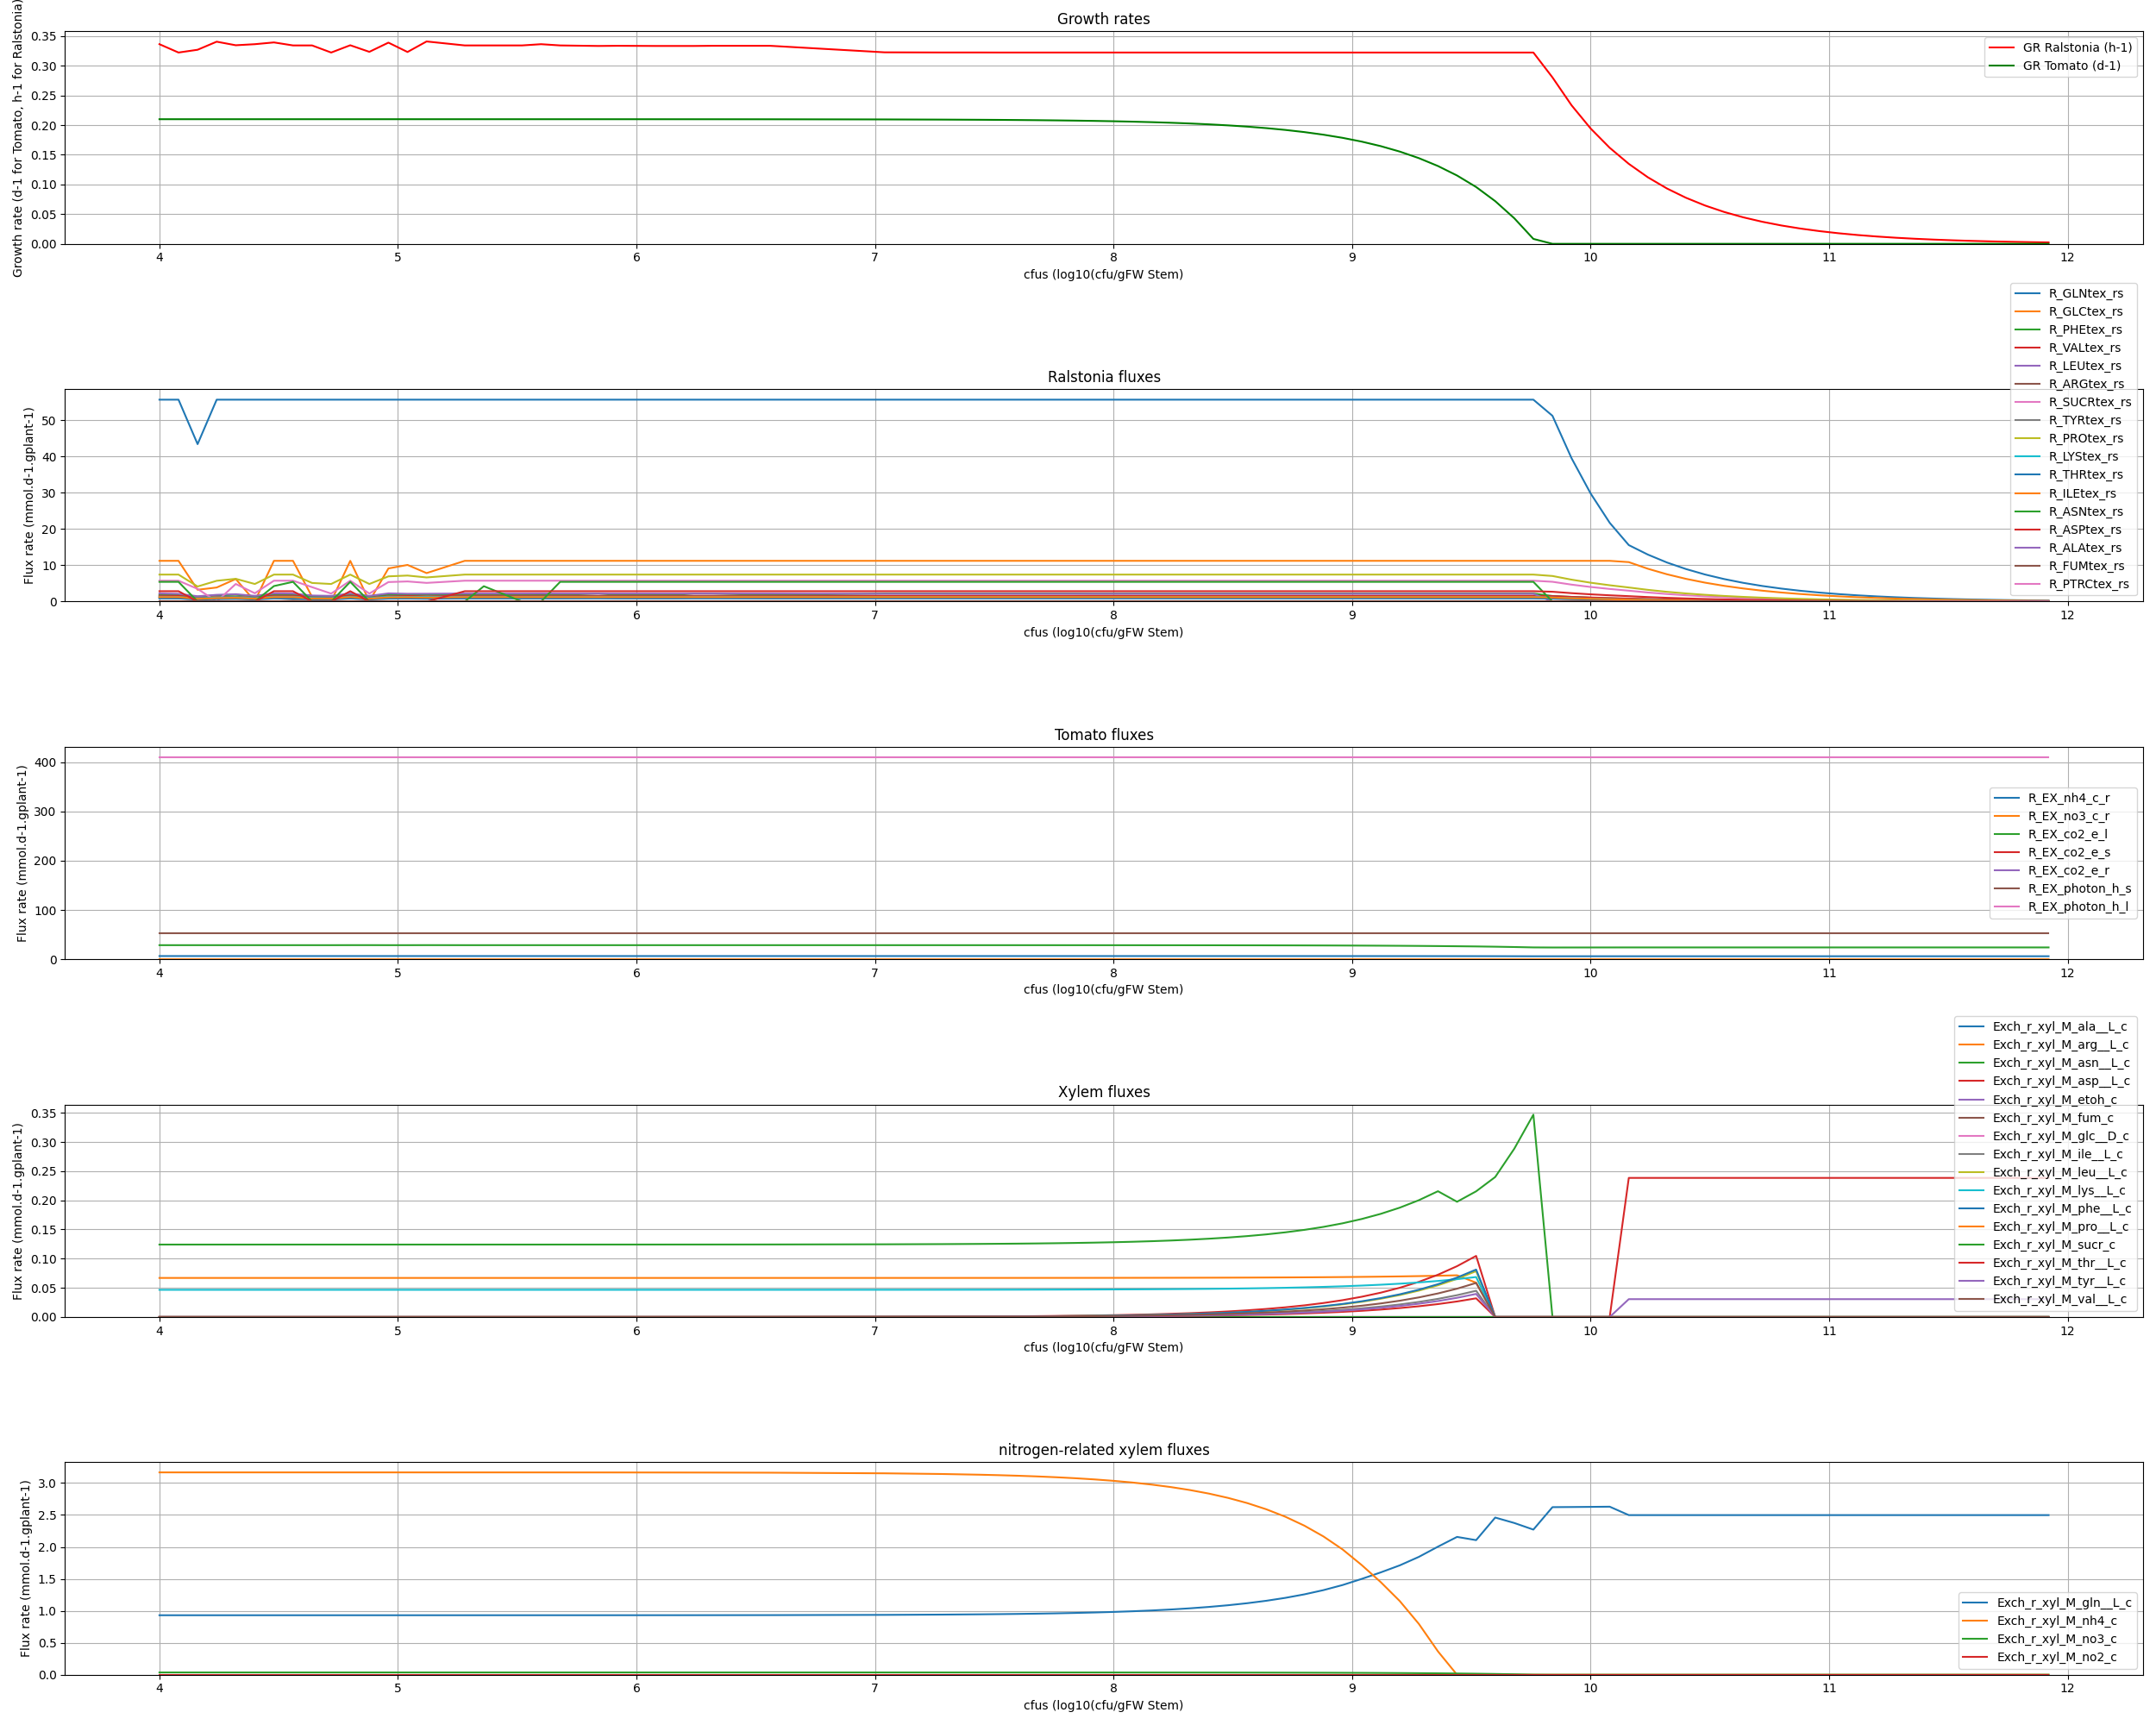 Growth rates
Growth rate (d-1 for Tomato, h-1 for Ralstonia)
0.35
0.30
0.25
0.20
0.15
0.10
0.05
0.00
GR Ralstonia (h-1)
GR Tomato (d-1)
4 5 6 7 8 9 10 11 12
cfus (log10(cfu/gFW Stem)
Ralstonia fluxes
Flux rate (mmol.d-1.gplant-1)
50
40
30
20
10
0
R_GLNtex_rs
R_GLCtex_rs
R_PHEtex_rs
R_VALtex_rs
R_LEUtex_rs
R_ARGtex_rs
R_SUCRtex_rs
R_TYRtex_rs
R_PROtex_rs
R_LYStex_rs
R_THRtex_rs
R_ILEtex_rs
R_ASNtex_rs
R_ASPtex_rs
R_ALAtex_rs
R_FUMtex_rs
R_PTRCtex_rs
4 5 6 7 8 9 10 11 12
cfus (log10(cfu/gFW Stem)
Tomato fluxes
Flux rate (mmol.d-1.gplant-1)
400
300
200
100
0
R_EX_nh4_c_r
R_EX_no3_c_r
R_EX_co2_e_l
R_EX_co2_e_s
R_EX_co2_e_r
R_EX_photon_h_s
R_EX_photon_h_l
4 5 6 7 8 9 10 11 12
cfus (log10(cfu/gFW Stem)
Xylem fluxes
Flux rate (mmol.d-1.gplant-1)
0.35
0.30
0.25
0.20
0.15
0.10
0.05
0.00
Exch_r_xyl_M_ala__L_c
Exch_r_xyl_M_arg__L_c
Exch_r_xyl_M_asn__L_c
Exch_r_xyl_M_asp__L_c
Exch_r_xyl_M_etoh_c
Exch_r_xyl_M_fum_c
Exch_r_xyl_M_glc__D_c
Exch_r_xyl_M_ile__L_c
Exch_r_xyl_M_leu__L_c
Exch_r_xyl_M_lys__L_c
Exch_r_xyl_M_phe__L_c
Exch_r_xyl_M_pro__L_c
Exch_r_xyl_M_sucr_c
Exch_r_xyl_M_thr__L_c
Exch_r_xyl_M_tyr__L_c
Exch_r_xyl_M_val__L_c
4 5 6 7 8 9 10 11 12
cfus (log10(cfu/gFW Stem)
nitrogen-related xylem fluxes
Flux rate (mmol.d-1.gplant-1)
3.0
2.5
2.0
1.5
1.0
0.5
0.0
Exch_r_xyl_M_gln__L_c
Exch_r_xyl_M_nh4_c
Exch_r_xyl_M_no3_c
Exch_r_xyl_M_no2_c
4 5 6 7 8 9 10 11 12
cfus (log10(cfu/gFW Stem)